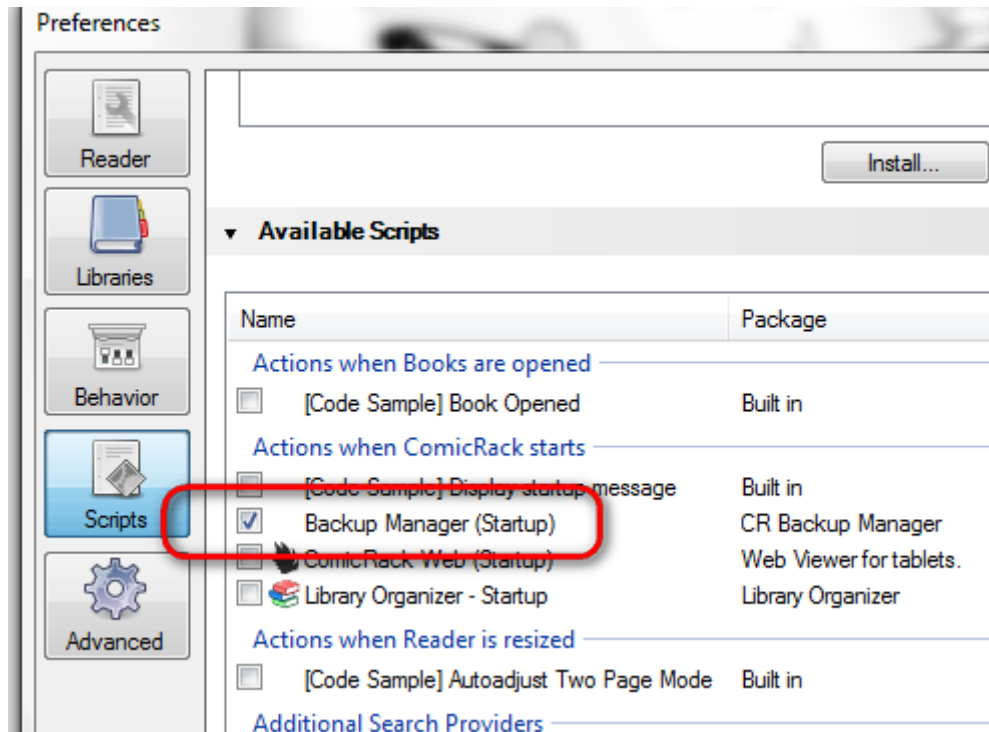 Preferences
Reader
Install...
Available Scripts
Libraries
Name Package
Actions when Books are opened
Behavior
[Code Sample] Book Opened Built in
Actions when ComicRack starts
[Code Sample] Display startup message Built in
Scripts
Backup Manager (Startup) CR Backup Manager
ComicRack Web (Startup) Web Viewer for tablets.
Library Organizer - Startup Library Organizer
Advanced
Actions when Reader is resized
[Code Sample] Autoadjust Two Page Mode Built in
Additional Search Providers